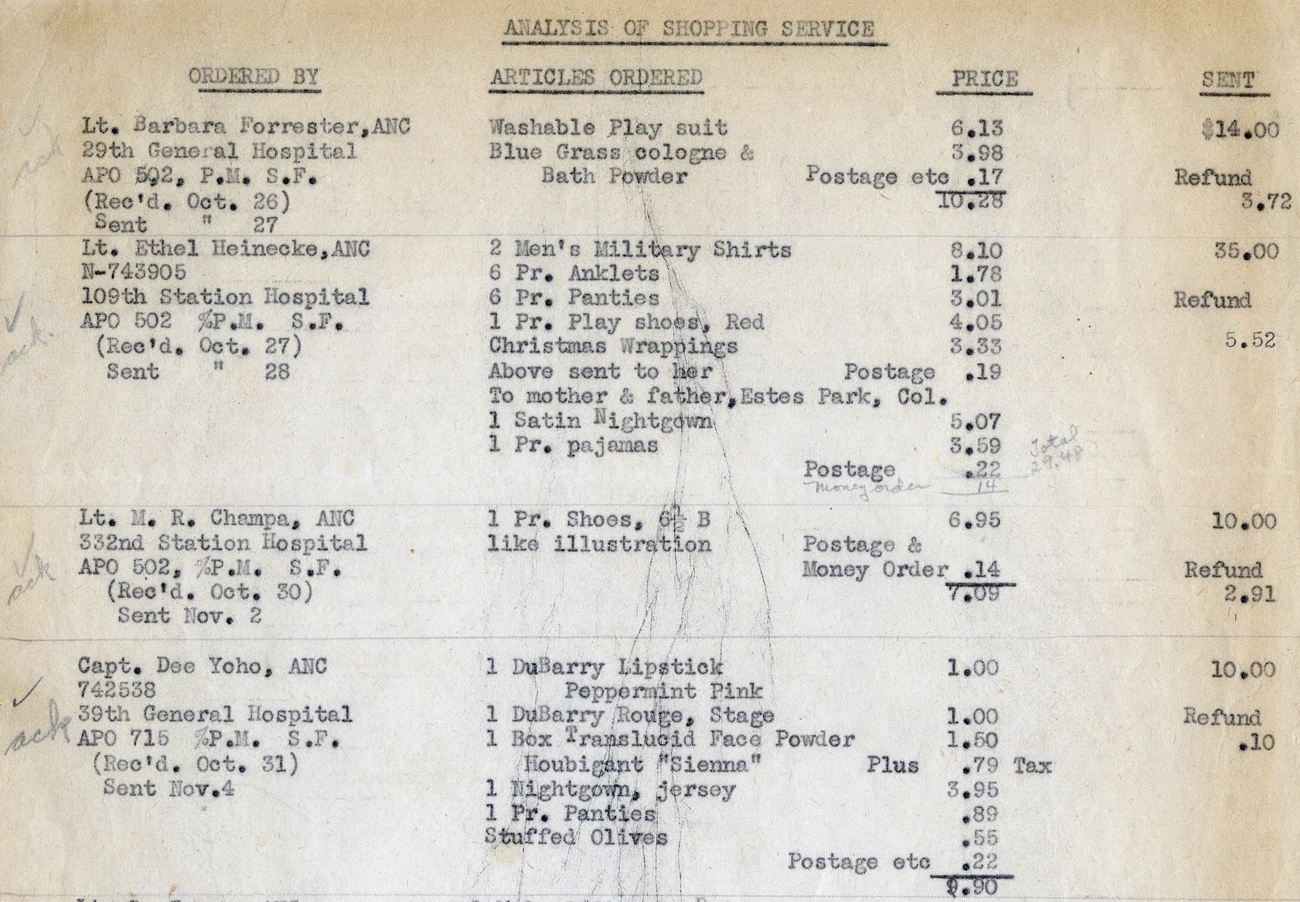 ANALYSIS OF SHOPPING SERVICE
ORDERED BY ARTICLES ORDERED PRICE SENT
Lt. Barbara Forrester,ANC Washable Play suit 6.13 $14.00
29th General Hospital Blue Grass cologne & 3.98
APO 502, P.M. S.F. Bath Powder Postage etc .17 Refund
(Rec'd. Oct. 26) 10.28 3.72
Sent " 27
Lt. Ethel Heinecke,ANC 2 Men's Military Shirts 8.10 35.00
N-743905 6 Pr. Anklets 1.78
109th Station Hospital 6 Pr. Panties 3.01 Refund
APO 502 %P.M. S.F. 1 Pr. Play shoes, Red 4.05
(Rec'd. Oct. 27) Christmas Wrappings 3.33 5.52
Sent " 28 Above sent to her Postage .19
To mother & father,Estes Park, Col.
1 Satin Nightgown 5.07
1 Pr. pajamas 3.59 Total
Postage .22 29.48
Money order 14
Lt. M. R. Champa, ANC 1 Pr. Shoes, 6½ B 6.95 10.00
332nd Station Hospital like illustration Postage &
ack APO 502, %P.M. S.F. Money Order .14 Refund
(Rec'd. Oct. 30) 7.09 2.91
Sent Nov. 2
Capt. Dee Yoho, ANC 1 DuBarry Lipstick 1.00 10.00
742538 Peppermint Pink
39th General Hospital 1 DuBarry Rouge, Stage 1.00 Refund
ack APO 715 %P.M. S.F. 1 Box Translucid Face Powder 1.50 .10
(Rec'd. Oct. 31) Houbigant "Sienna" Plus .79 Tax
Sent Nov.4 1 Nightgown, jersey 3.95
1 Pr. Panties .89
Stuffed Olives .55
Postage etc .22
9.90